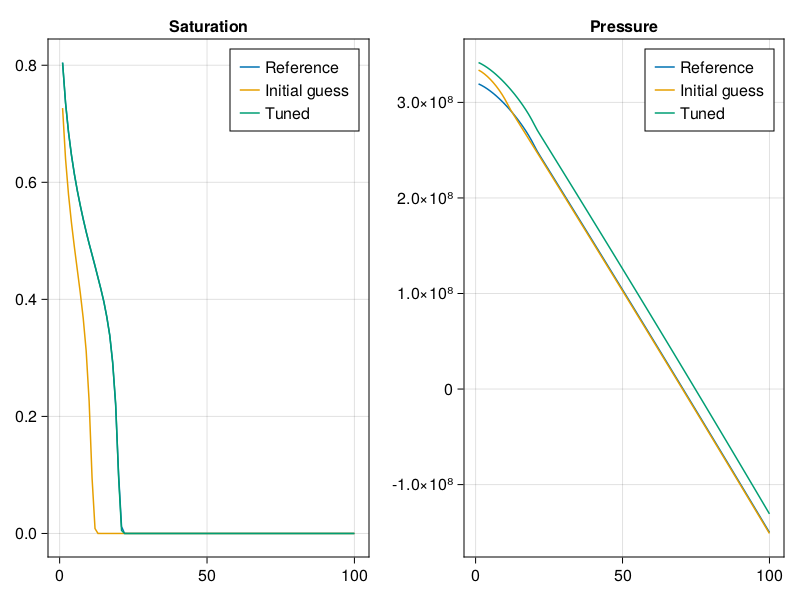 Saturation
Reference
Initial guess
Tuned
0.8
0.6
0.4
0.2
0.0
0
50
100
Pressure
Reference
Initial guess
Tuned
3.0×10⁸
2.0×10⁸
1.0×10⁸
0
-1.0×10⁸
0
50
100